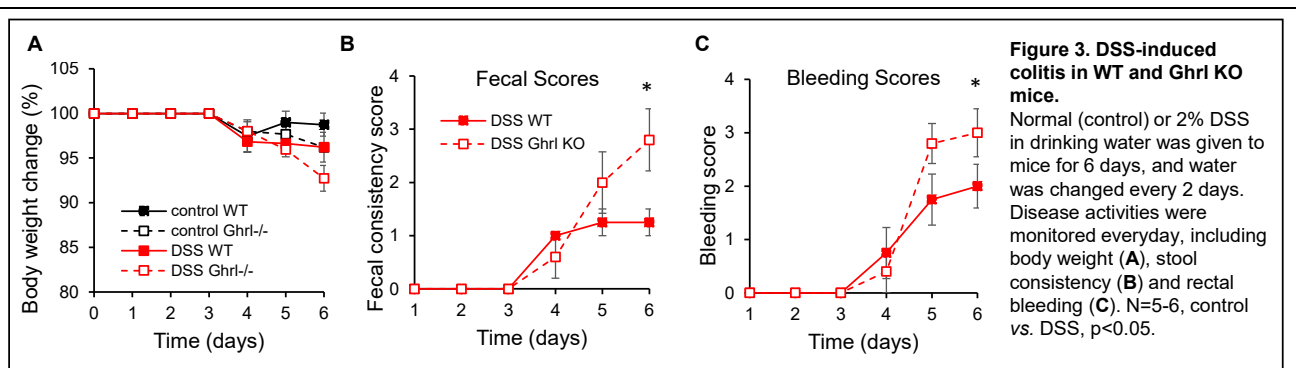 A
Body weight change (%)
105
100
95
90
85
80
0 1 2 3 4 5 6
Time (days)
control WT
control Ghrl-/-
DSS WT
DSS Ghrl-/-
B
Fecal Scores
Fecal consistency score
4
3
2
1
0
1 2 3 4 5 6
Time (days)
DSS WT
DSS Ghrl KO
*
C
Bleeding Scores
Bleeding score
4
3
2
1
0
1 2 3 4 5 6
Time (days)
*
Figure 3. DSS-induced
colitis in WT and Ghrl KO
mice.
Normal (control) or 2% DSS
in drinking water was given to
mice for 6 days, and water
was changed every 2 days.
Disease activities were
monitored everyday, including
body weight (A), stool
consistency (B) and rectal
bleeding (C). N=5-6, control
vs. DSS, p<0.05.